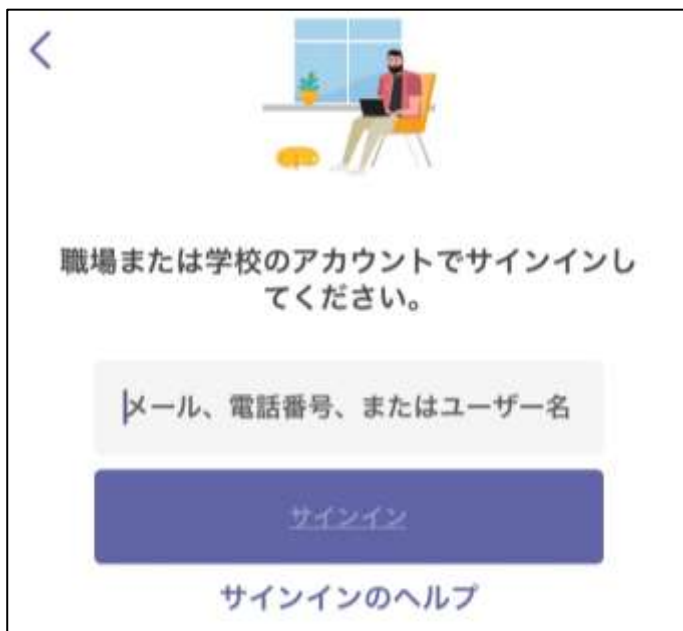 職場または学校のアカウントでサインインし
てください。
メール、電話番号、またはユーザー名
サインイン
サインインのヘルプ